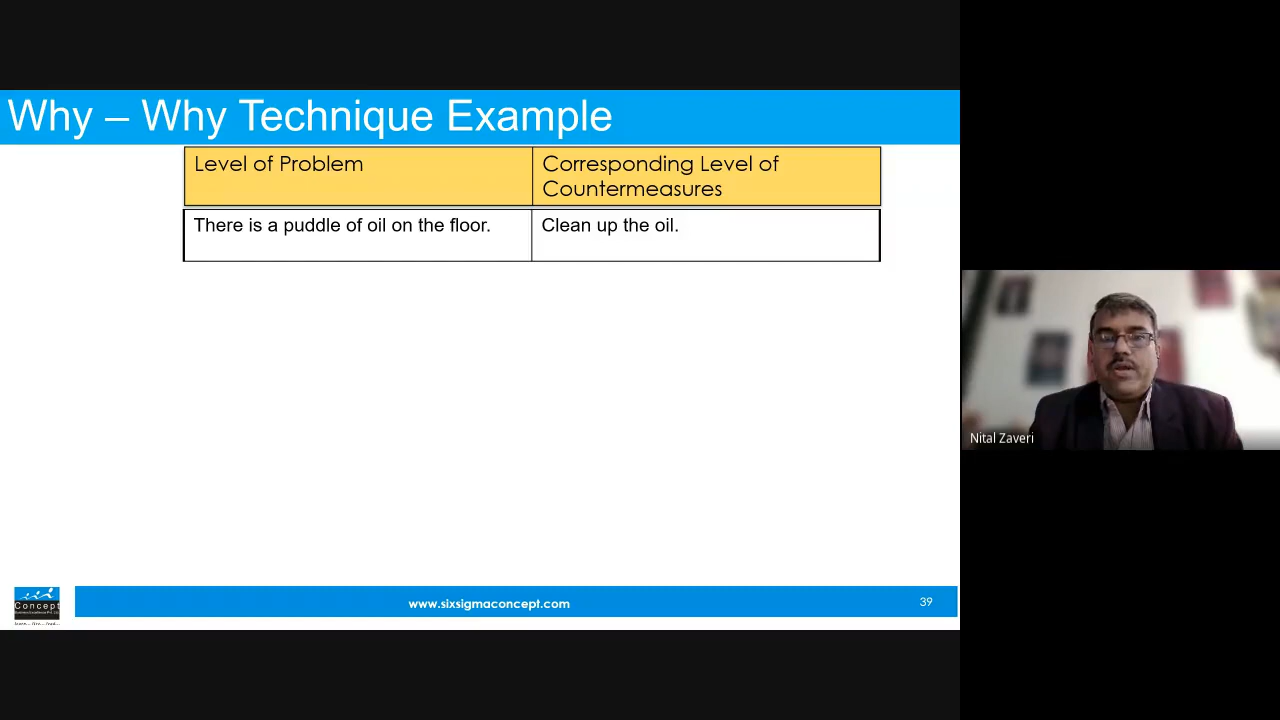 Why – Why Technique Example
Level of Problem
Corresponding Level of
Countermeasures
There is a puddle of oil on the floor.
Clean up the oil.
Nital Zaveri
Concept
www.sixsigmaconcept.com
39